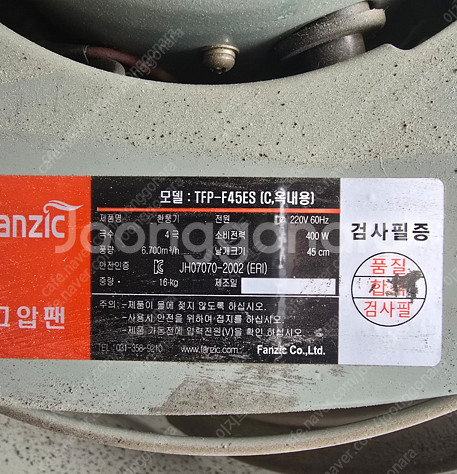 모델 : TFP-F45ES (C,옥내용)
제품명 환풍기 전원 1Ø 220V 60Hz
극수 4극 소비전력 400 W
풍량 6,700m³/h 날개크기 45 cm
안전인증 JH07070-2002 (ERI)
중량 16kg 제조일
주의 : -제품이 물에 젖지 않도록 하십시오.
-사용시 안전을 위하여 접지를 하십시오.
-제품 가동전에 입력전원(V)을 확인 하십시오.
TEL : 031-358-9210 www.fanzic.com Fanzic Co.,Ltd.
anzic
고압팬
검사필증
품질
합격
검사필
Joongonara